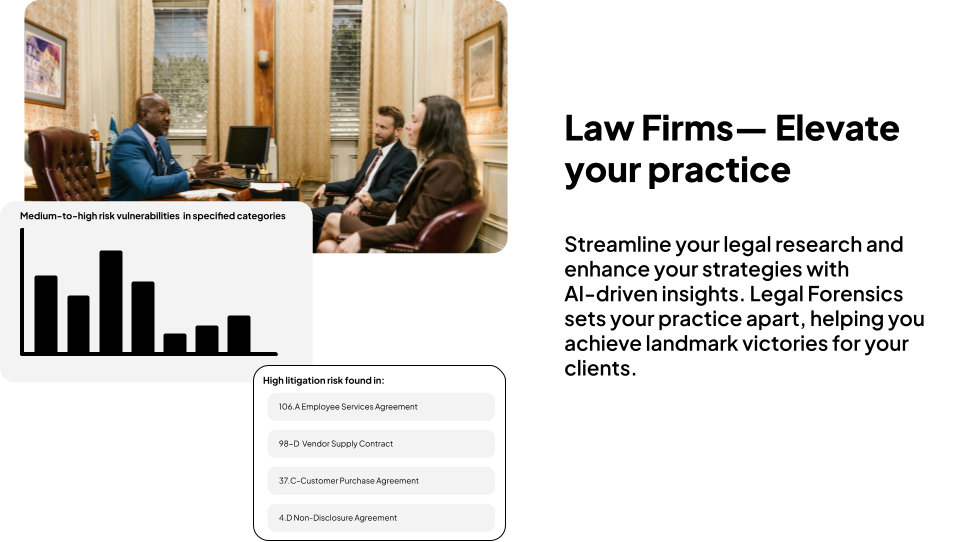 Law Firms— Elevate
your practice
Streamline your legal research and
enhance your strategies with
AI-driven insights. Legal Forensics
sets your practice apart, helping you
achieve landmark victories for your
clients.
Medium-to-high risk vulnerabilities in specified categories
High litigation risk found in:
106.A Employee Services Agreement
98-D Vendor Supply Contract
37.C-Customer Purchase Agreement
4.D Non-Disclosure Agreement